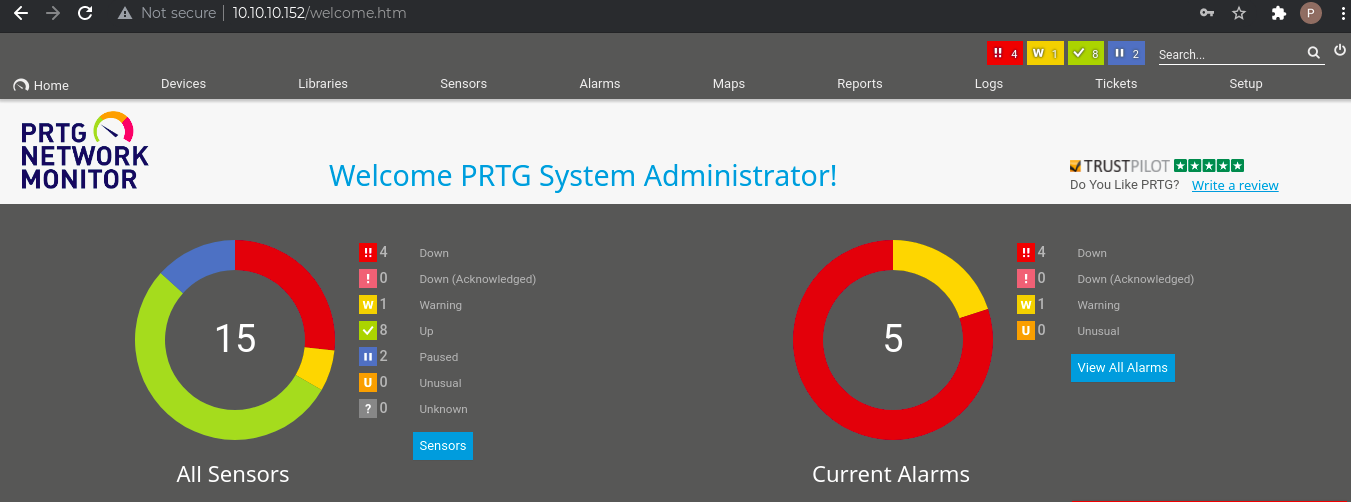 Not secure | 10.10.10.152/welcome.htm P
!! 4 W 1 8 2 Search...
Home Devices Libraries Sensors Alarms Maps Reports Logs Tickets Setup
PRTG
NETWORK
MONITOR
Welcome PRTG System Administrator!
TRUSTPILOT
Do You Like PRTG? Write a review
15
!! 4 Down
! 0 Down (Acknowledged)
W 1 Warning
8 Up
2 Paused
U 0 Unusual
? 0 Unknown
Sensors
All Sensors
5
!! 4 Down
! 0 Down (Acknowledged)
W 1 Warning
U 0 Unusual
View All Alarms
Current Alarms